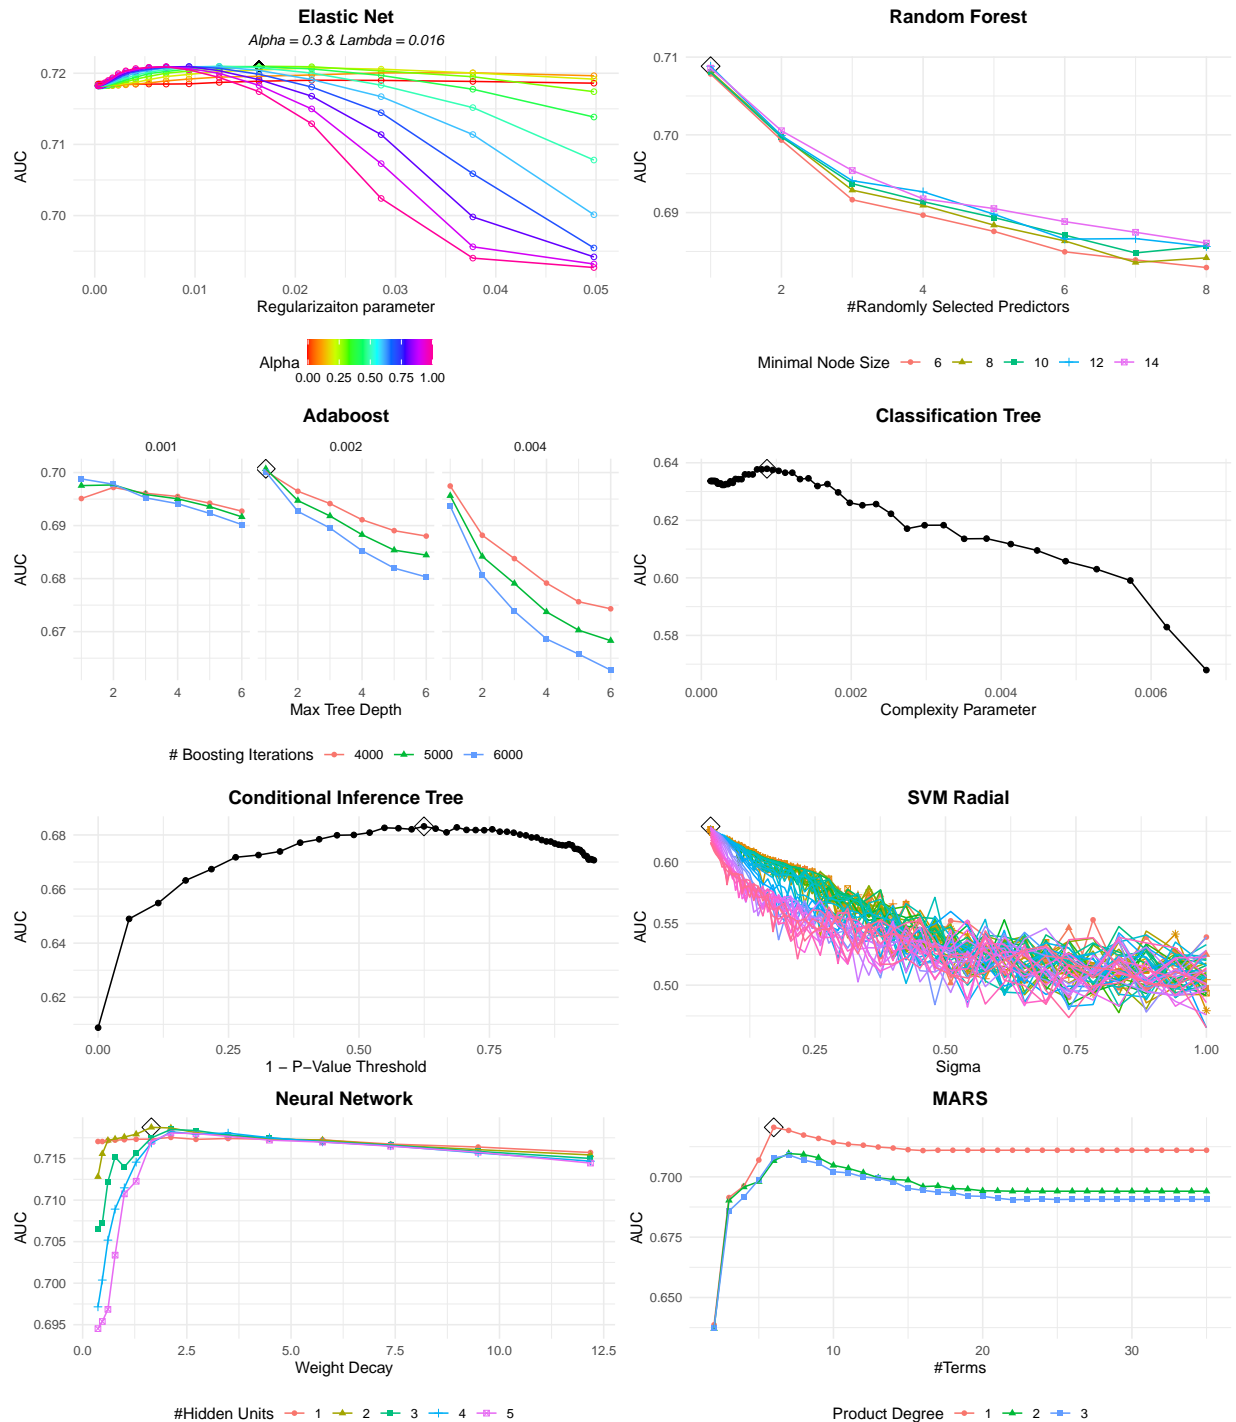 Elastic Net
Alpha = 0.3 & Lambda = 0.016
AUC
0.72
0.71
0.70
0.00 0.01 0.02 0.03 0.04 0.05
Regularizaiton parameter
Alpha
0.00 0.25 0.50 0.75 1.00
Random Forest
AUC
0.71
0.70
0.69
2 4 6 8
#Randomly Selected Predictors
Minimal Node Size 6 8 10 12 14
Adaboost
0.001 0.002 0.004
AUC
0.70
0.69
0.68
0.67
2 4 6 2 4 6 2 4 6
Max Tree Depth
# Boosting Iterations 4000 5000 6000
Classification Tree
AUC
0.64
0.62
0.60
0.58
0.000 0.002 0.004 0.006
Complexity Parameter
Conditional Inference Tree
AUC
0.68
0.66
0.64
0.62
0.00 0.25 0.50 0.75
1 − P−Value Threshold
SVM Radial
AUC
0.60
0.55
0.50
0.25 0.50 0.75 1.00
Sigma
Neural Network
AUC
0.715
0.710
0.705
0.700
0.695
0.0 2.5 5.0 7.5 10.0 12.5
Weight Decay
#Hidden Units 1 2 3 4 5
MARS
AUC
0.700
0.675
0.650
10 20 30
#Terms
Product Degree 1 2 3